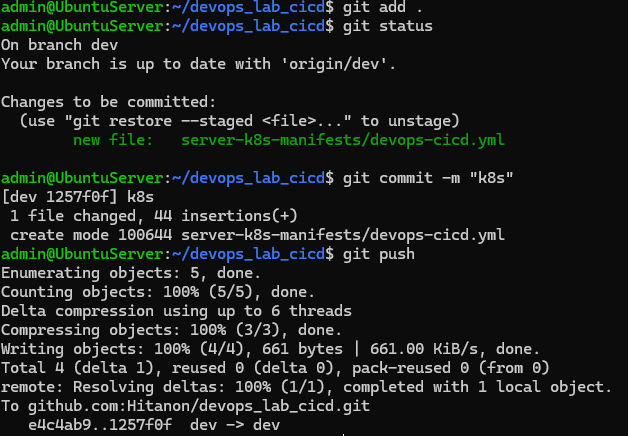 admin@UbuntuServer:~/devops_lab_cicd$ git add .
admin@UbuntuServer:~/devops_lab_cicd$ git status
On branch dev
Your branch is up to date with 'origin/dev'.
Changes to be committed:
  (use "git restore --staged <file>..." to unstage)
        new file:   server-k8s-manifests/devops-cicd.yml
admin@UbuntuServer:~/devops_lab_cicd$ git commit -m "k8s"
[dev 1257f0f] k8s
 1 file changed, 44 insertions(+)
 create mode 100644 server-k8s-manifests/devops-cicd.yml
admin@UbuntuServer:~/devops_lab_cicd$ git push
Enumerating objects: 5, done.
Counting objects: 100% (5/5), done.
Delta compression using up to 6 threads
Compressing objects: 100% (3/3), done.
Writing objects: 100% (4/4), 661 bytes | 661.00 KiB/s, done.
Total 4 (delta 1), reused 0 (delta 0), pack-reused 0 (from 0)
remote: Resolving deltas: 100% (1/1), completed with 1 local object.
To github.com:Hitanon/devops_lab_cicd.git
   e4c4ab9..1257f0f  dev -> dev